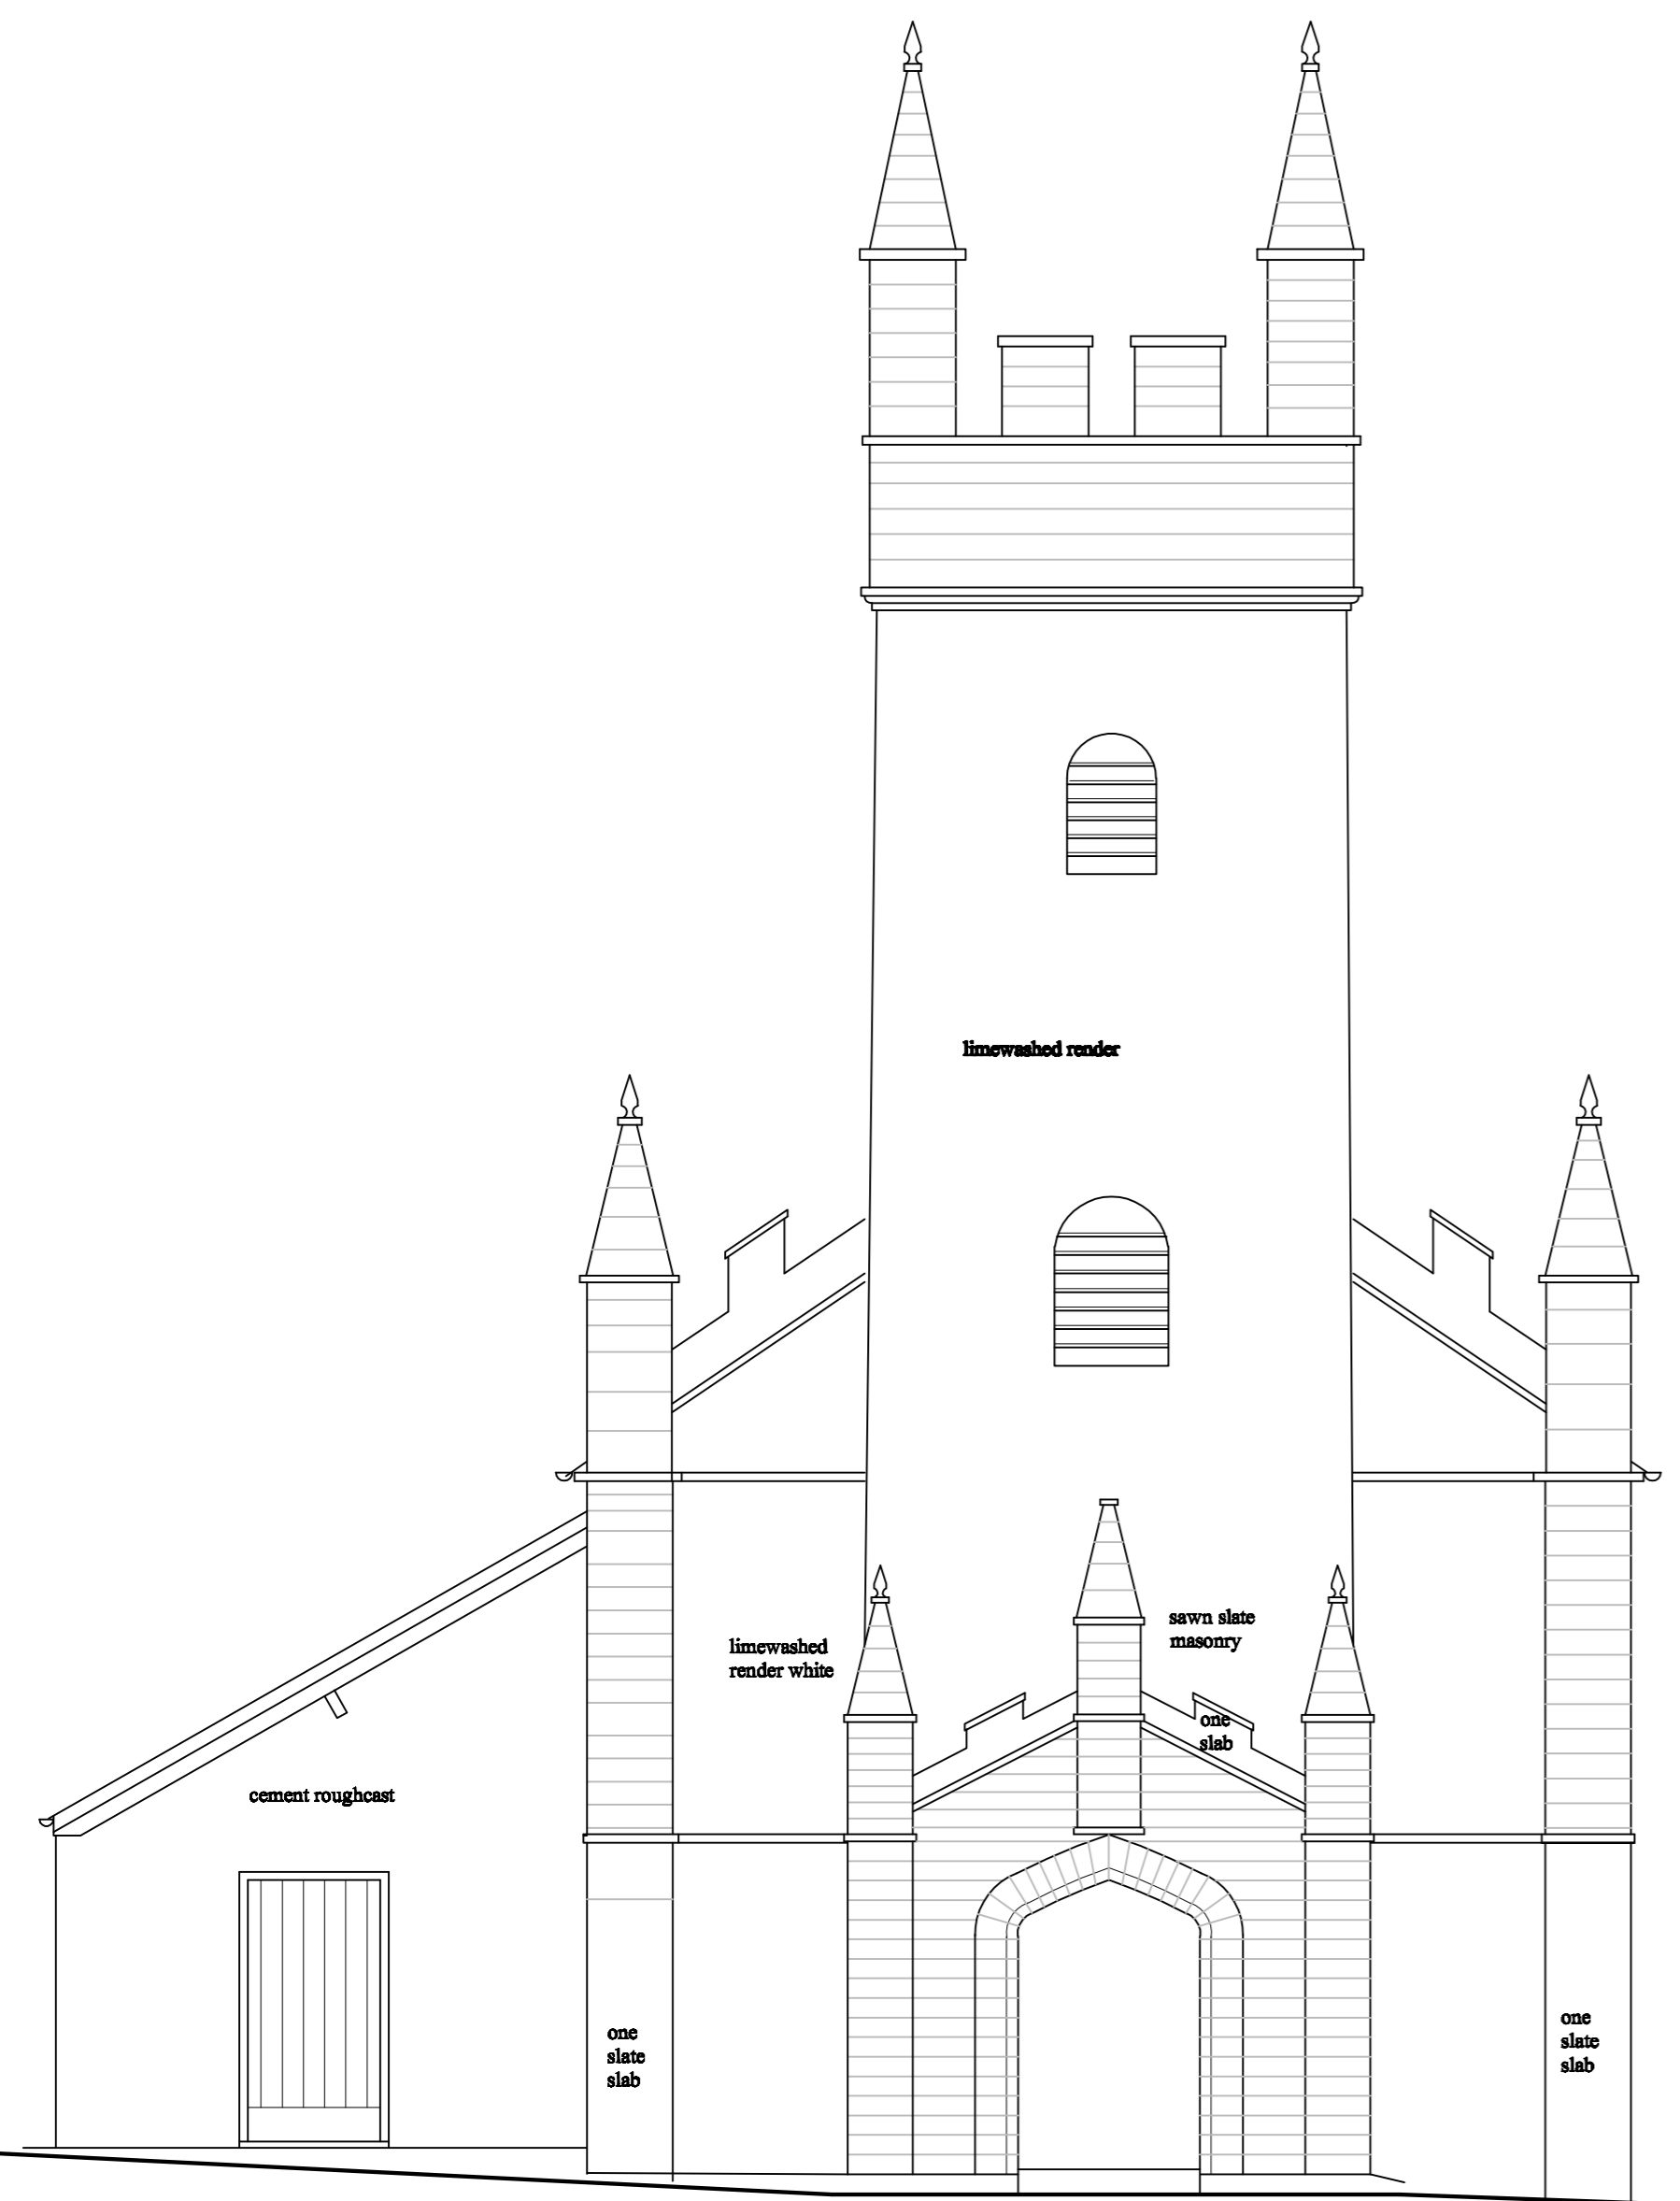 limewashed render
sawn slate
masonry
limewashed
render white
one
slab
cement roughcast
one
slate
slab
one
slate
slab